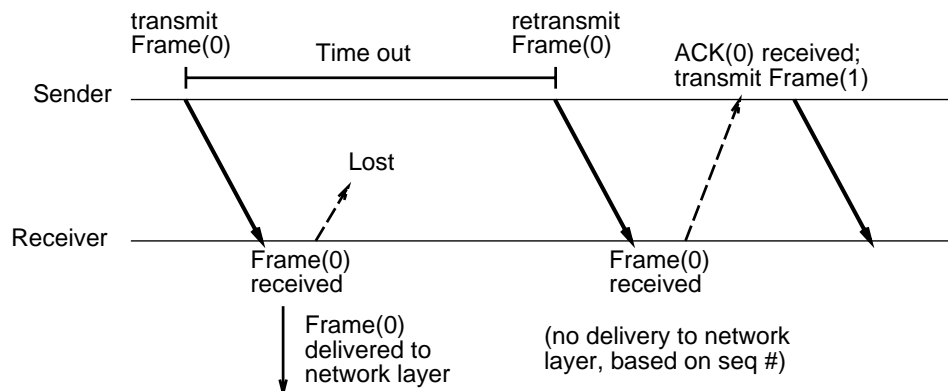 transmit
Frame(0)
Time out
retransmit
Frame(0)
ACK(0) received;
transmit Frame(1)
Sender
Lost
Receiver
Frame(0)
received
Frame(0)
received
Frame(0)
delivered to
network layer
(no delivery to network
layer, based on seq #)